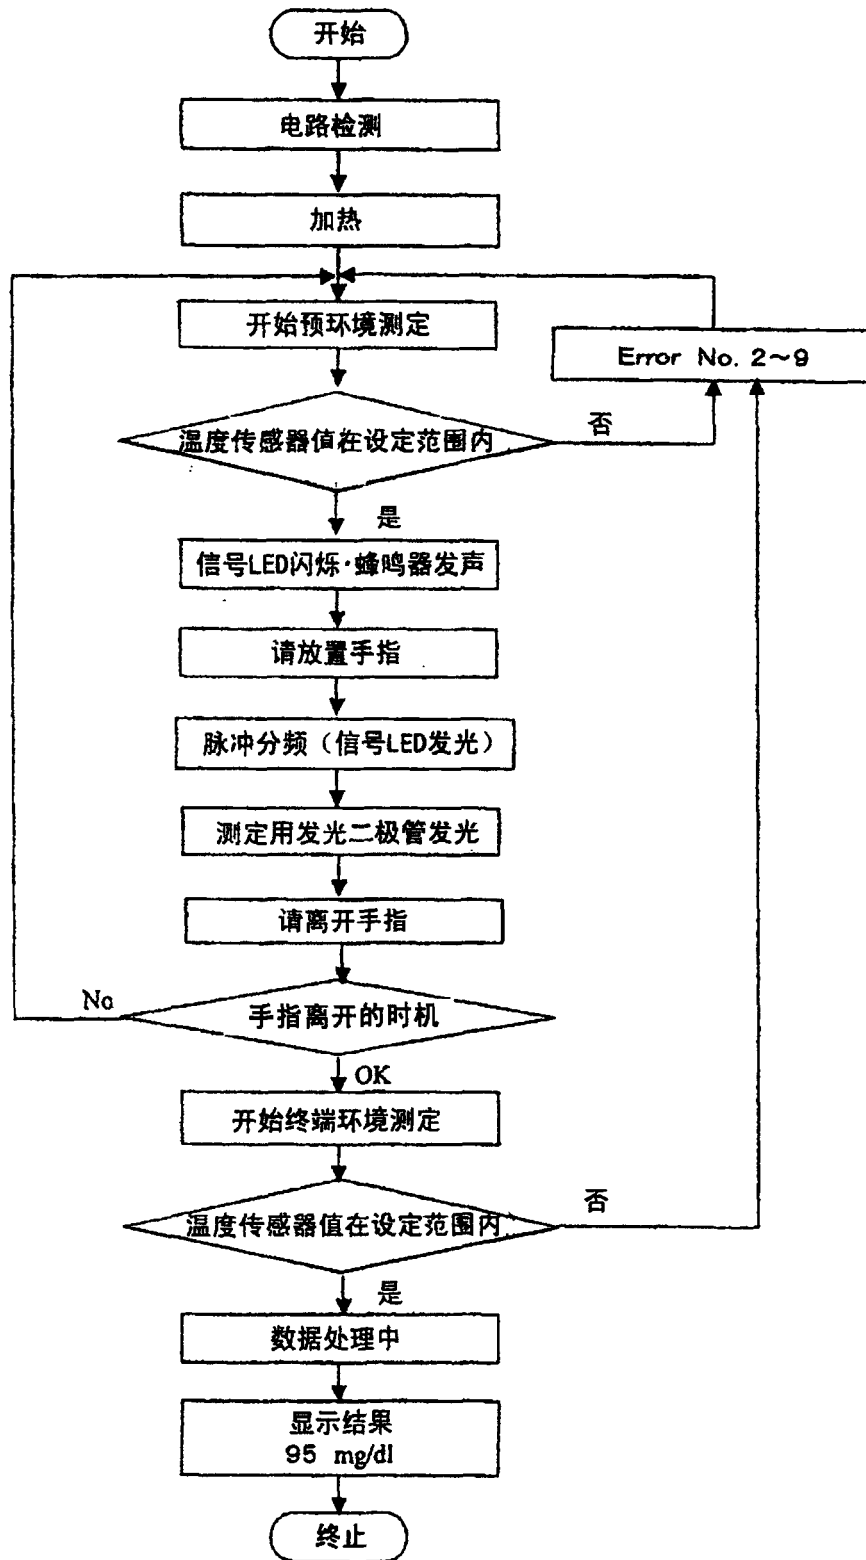 开始
电路检测
加热
开始预环境测定
Error No. 2～9
温度传感器值在设定范围内
否
是
信号LED闪烁·蜂鸣器发声
请放置手指
脉冲分频（信号LED发光）
测定用发光二极管发光
请离开手指
No
手指离开的时机
OK
开始终端环境测定
温度传感器值在设定范围内
否
是
数据处理中
显示结果
95 mg/dl
终止